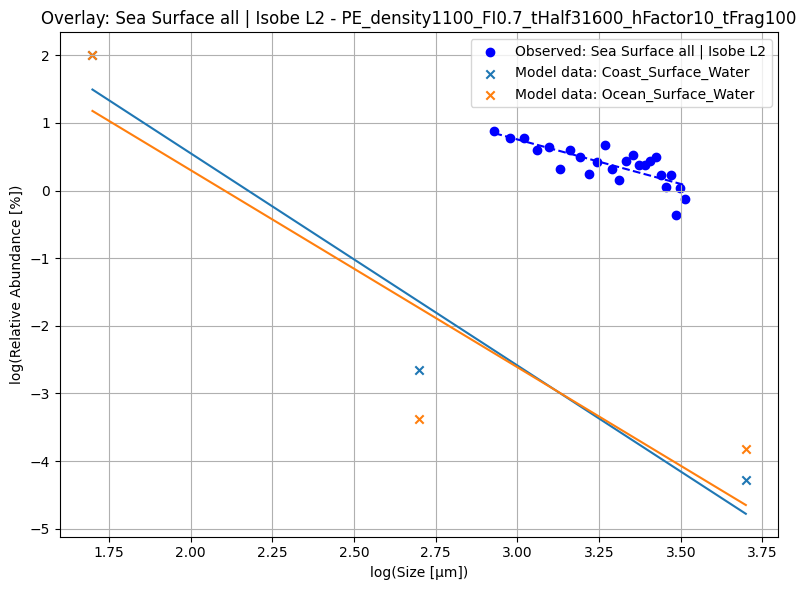 Overlay: Sea Surface all | Isobe L2 - PE_density1100_FI0.7_tHalf31600_hFactor10_tFrag100
Observed: Sea Surface all | Isobe L2
Model data: Coast_Surface_Water
Model data: Ocean_Surface_Water
log(Relative Abundance [%])
2
1
0
−1
−2
−3
−4
−5
1.75 2.00 2.25 2.50 2.75 3.00 3.25 3.50 3.75
log(Size [μm])